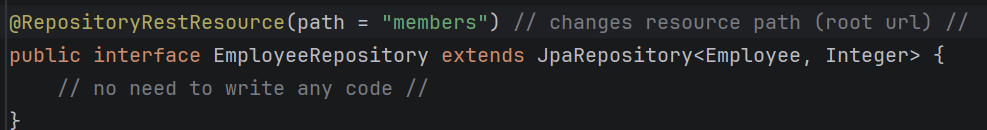 @RepositoryRestResource(path = "members") // changes resource path (root url) //
public interface EmployeeRepository extends JpaRepository<Employee, Integer> {
    // no need to write any code //
}